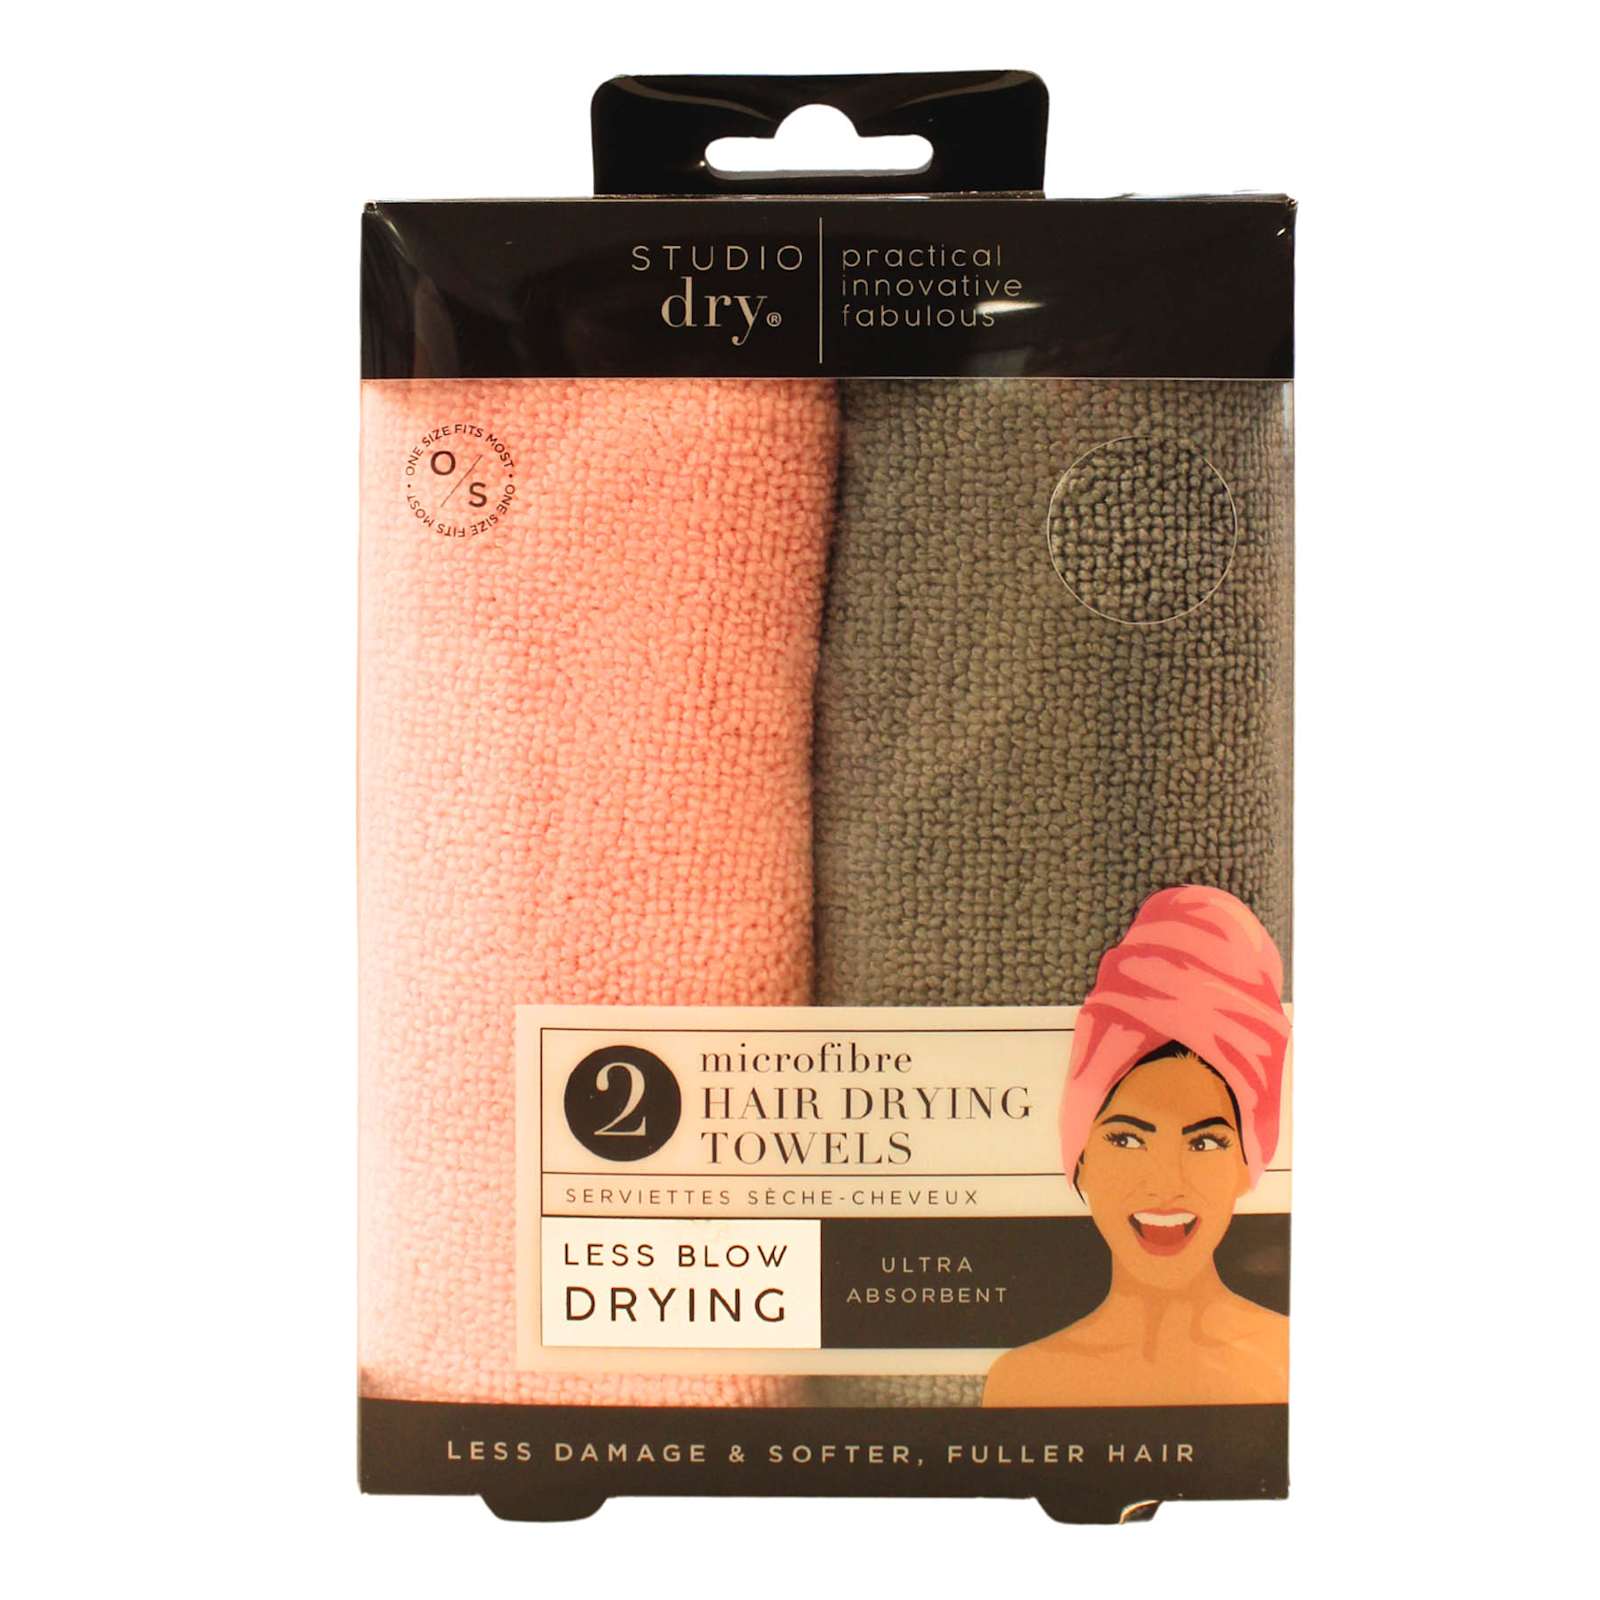 STUDIO
dry®
practical
innovative
fabulous
ONE SIZE FITS MOST • ONE SIZE FITS MOST •
O/S
2
microfibre
HAIR DRYING
TOWELS
SERVIETTES SÈCHE-CHEVEUX
LESS BLOW
DRYING
ULTRA
ABSORBENT
LESS DAMAGE & SOFTER, FULLER HAIR